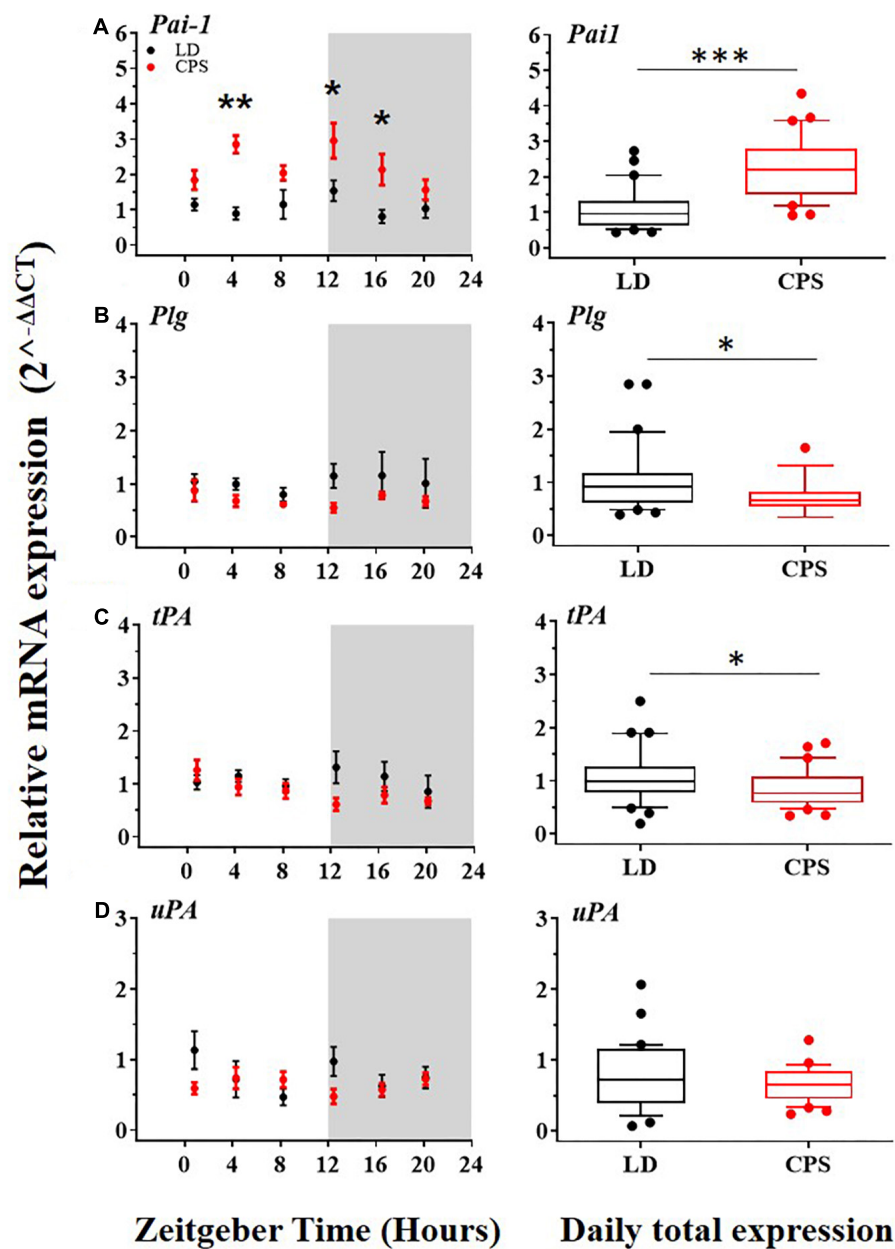 Relative mRNA expression (2^-ΔΔCT)
A
Pai-1
LD
CPS
6
5
4
3
2
1
0
**
*
*
0 4 8 12 16 20 24
Pai1
6
5
4
3
2
1
0
***
LD CPS
B
Plg
4
3
2
1
0
0 4 8 12 16 20 24
Plg
4
3
2
1
0
*
LD CPS
C
tPA
4
3
2
1
0
0 4 8 12 16 20 24
tPA
4
3
2
1
0
*
LD CPS
D
uPA
3
2
1
0
0 4 8 12 16 20 24
uPA
3
2
1
0
LD CPS
Zeitgeber Time (Hours)
Daily total expression